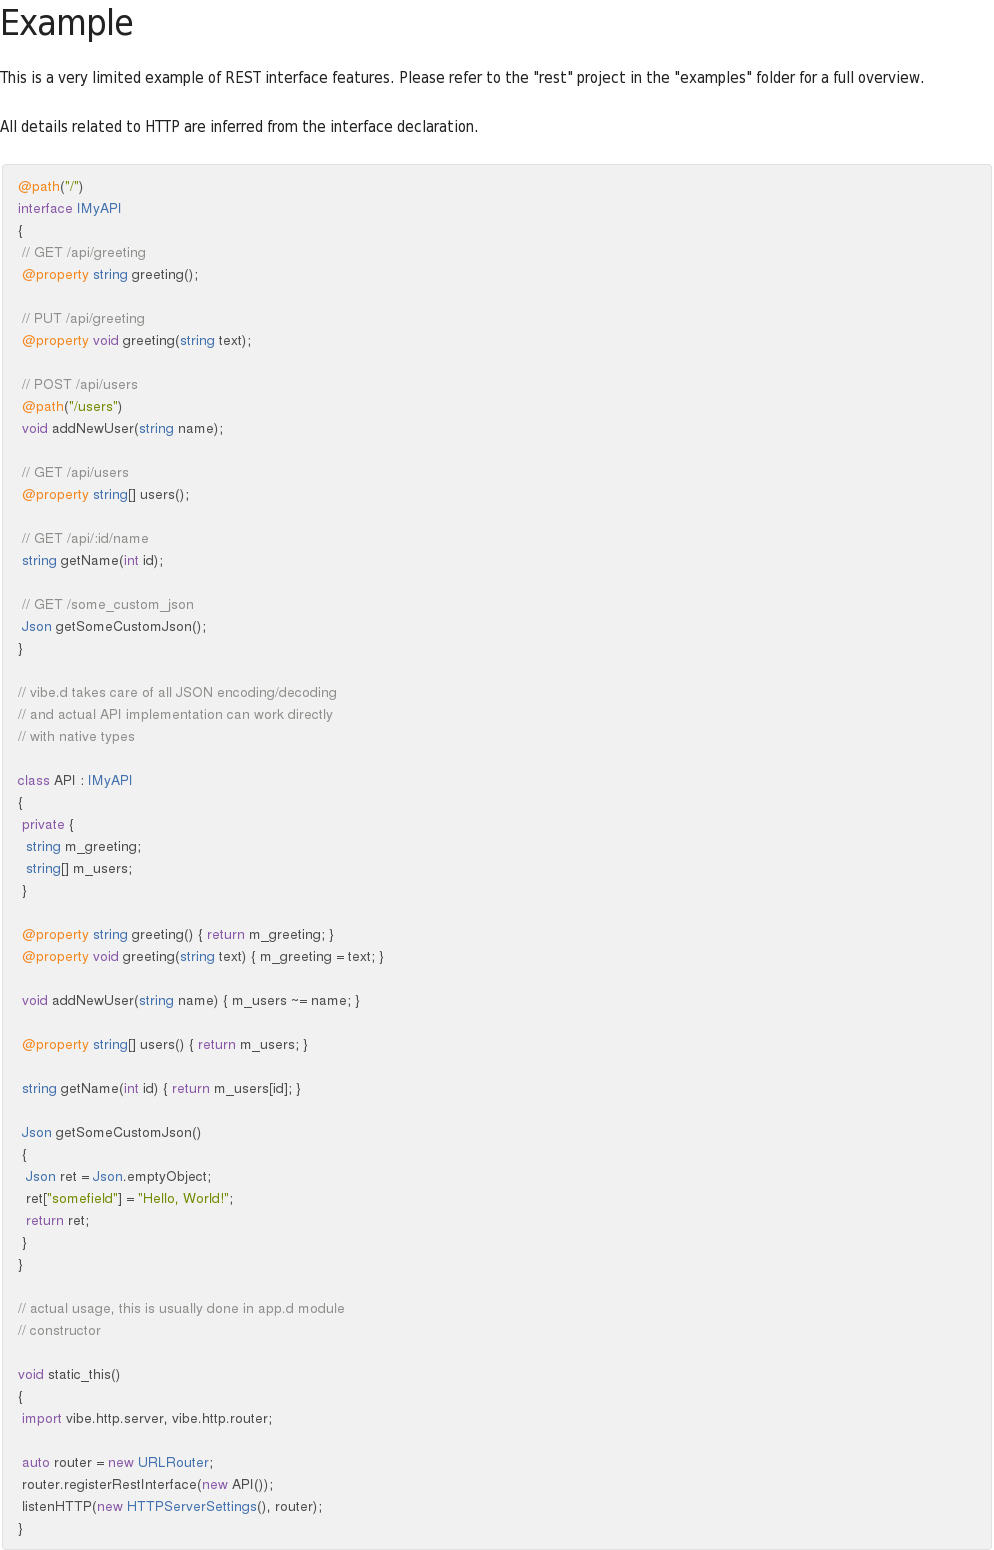 Example
This is a very limited example of REST interface features. Please refer to the "rest" project in the "examples" folder for a full overview.
All details related to HTTP are inferred from the interface declaration.
@path("/")
interface IMyAPI
{
// GET /api/greeting
@property string greeting();
// PUT /api/greeting
@property void greeting(string text);
// POST /api/users
@path("/users")
void addNewUser(string name);
// GET /api/users
@property string[] users();
// GET /api/:id/name
string getName(int id);
// GET /some_custom_json
Json getSomeCustomJson();
}
// vibe.d takes care of all JSON encoding/decoding
// and actual API implementation can work directly
// with native types
class API : IMyAPI
{
private {
string m_greeting;
string[] m_users;
}
@property string greeting() { return m_greeting; }
@property void greeting(string text) { m_greeting = text; }
void addNewUser(string name) { m_users ~= name; }
@property string[] users() { return m_users; }
string getName(int id) { return m_users[id]; }
Json getSomeCustomJson()
{
Json ret = Json.emptyObject;
ret["somefield"] = "Hello, World!";
return ret;
}
}
// actual usage, this is usually done in app.d module
// constructor
void static_this()
{
import vibe.http.server, vibe.http.router;
auto router = new URLRouter;
router.registerRestInterface(new API());
listenHTTP(new HTTPServerSettings(), router);
}